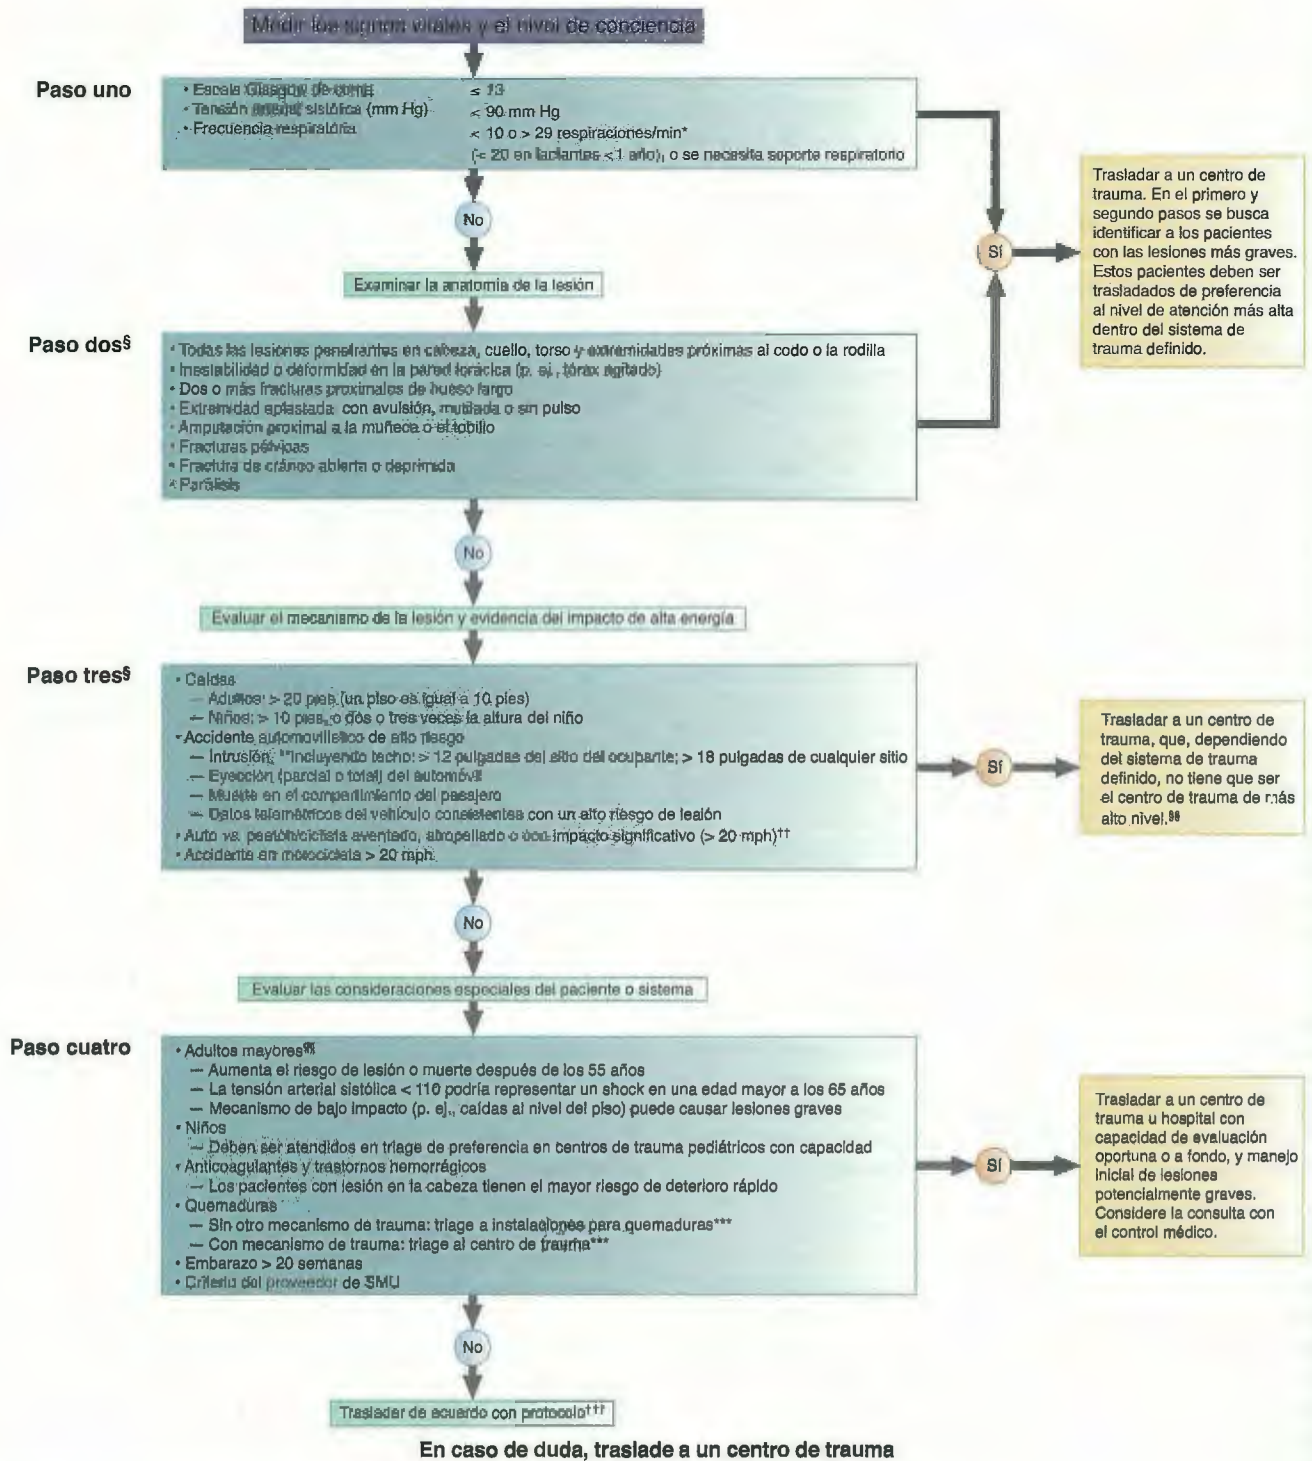 Medir los signos vitales y el nivel de conciencia
Paso uno
• Escala Glasgow de coma ≤ 13
• Tensión arterial sistólica (mm Hg) < 90 mm Hg
• Frecuencia respiratoria < 10 o > 29 respiraciones/min*
(< 20 en lactantes < 1 año), o se necesita soporte respiratorio
No
Sí
Trasladar a un centro de
trauma. En el primero y
segundo pasos se busca
identificar a los pacientes
con las lesiones más graves.
Estos pacientes deben ser
trasladados de preferencia
al nivel de atención más alta
dentro del sistema de
trauma definido.
Examinar la anatomía de la lesión
Paso dos§
• Todas las lesiones penetrantes en cabeza, cuello, torso y extremidades próximas al codo o la rodilla
• Inestabilidad o deformidad en la pared torácica (p. ej., tórax agitado)
• Dos o más fracturas proximales de hueso largo
• Extremidad aplastada con avulsión, mutilada o sin pulso
• Amputación proximal a la muñeca o el tobillo
• Fracturas pélvicas
• Fractura de cráneo abierta o deprimida
• Parálisis
No
Evaluar el mecanismo de la lesión y evidencia del impacto de alta energía
Paso tres§
• Caídas
— Adultos: > 20 pies (un piso es igual a 10 pies)
— Niños: > 10 pies, o dos o tres veces la altura del niño
• Accidente automovilístico de alto riesgo
— Intrusión, **incluyendo techo: > 12 pulgadas del sitio del ocupante; > 18 pulgadas de cualquier sitio
— Eyección (parcial o total) del automóvil
— Muerte en el compartimiento del pasajero
— Datos telemétricos del vehículo consistentes con un alto riesgo de lesión
• Auto vs. peatón/ciclista aventado, atropellado o con impacto significativo (> 20 mph)††
• Accidente en motocicleta > 20 mph
Sí
Trasladar a un centro de
trauma, que, dependiendo
del sistema de trauma
definido, no tiene que ser
el centro de trauma de más
alto nivel.§§
No
Evaluar las consideraciones especiales del paciente o sistema
Paso cuatro
• Adultos mayores¶¶
— Aumenta el riesgo de lesión o muerte después de los 55 años
— La tensión arterial sistólica < 110 podría representar un shock en una edad mayor a los 65 años
— Mecanismo de bajo impacto (p. ej., caídas al nivel del piso) puede causar lesiones graves
• Niños
— Deben ser atendidos en triage de preferencia en centros de trauma pediátricos con capacidad
• Anticoagulantes y trastornos hemorrágicos
— Los pacientes con lesión en la cabeza tienen el mayor riesgo de deterioro rápido
• Quemaduras
— Sin otro mecanismo de trauma: triage a instalaciones para quemaduras***
— Con mecanismo de trauma: triage al centro de trauma***
• Embarazo > 20 semanas
• Criterio del proveedor de SMU
Sí
Trasladar a un centro de
trauma u hospital con
capacidad de evaluación
oportuna o a fondo, y manejo
inicial de lesiones
potencialmente graves.
Considere la consulta con
el control médico.
No
Trasladar de acuerdo con protocolo†††
En caso de duda, traslade a un centro de trauma